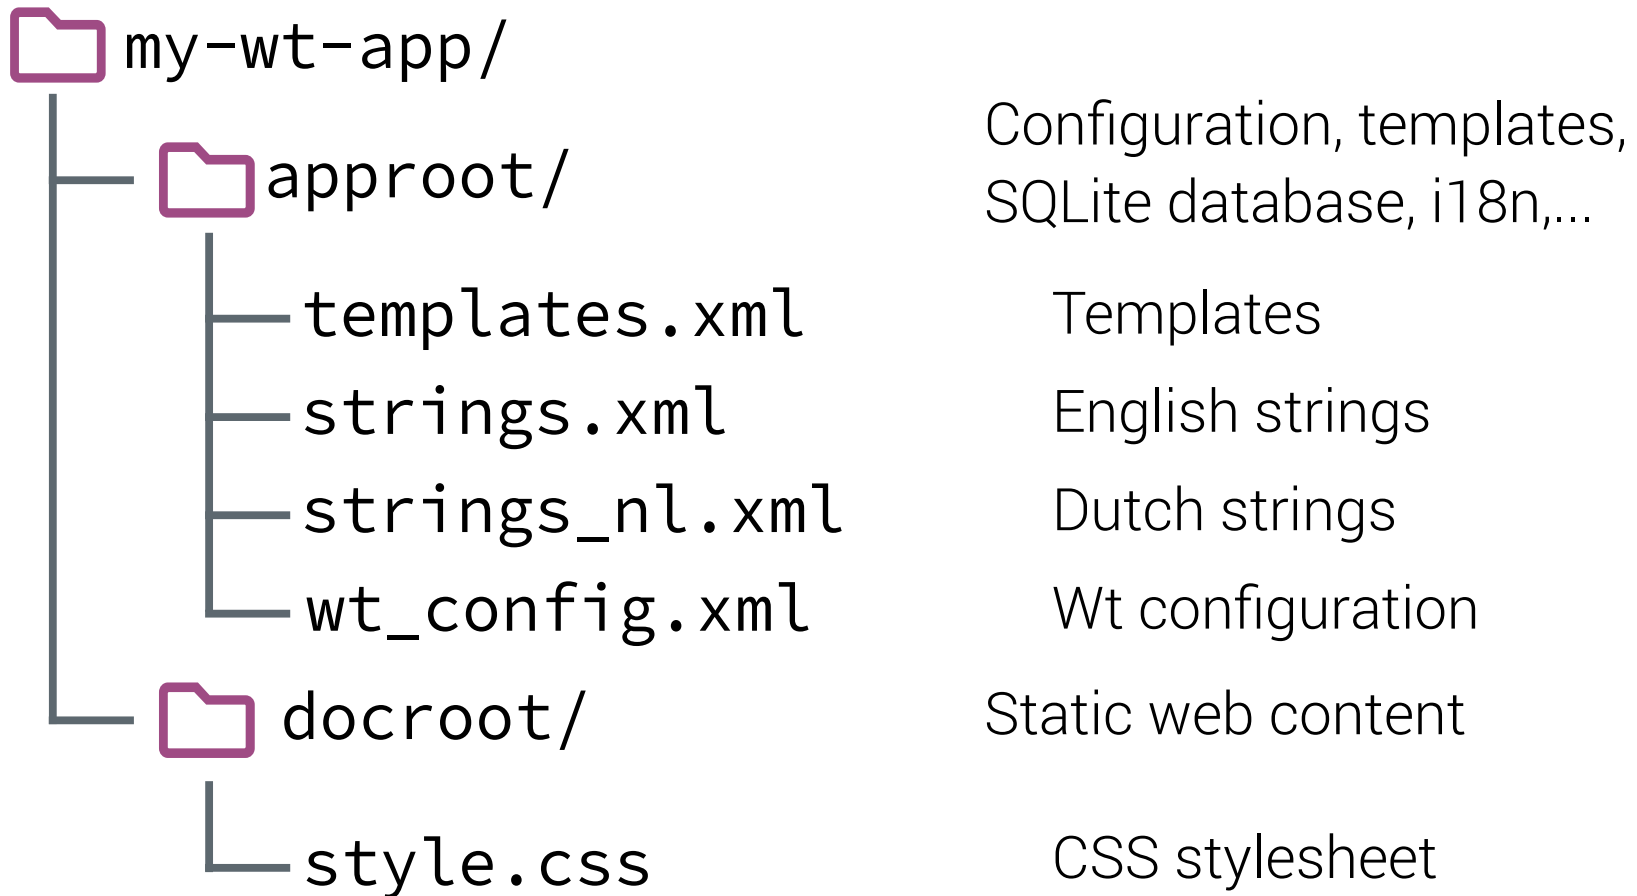 my-wt-app/
Configuration, templates,
approot/
SQLite database, i18n,...
templates.xml Templates
strings.xml English strings
strings_nl.xml Dutch strings
wt_config.xml Wt configuration
docroot/ Static web content
style.css CSS stylesheet